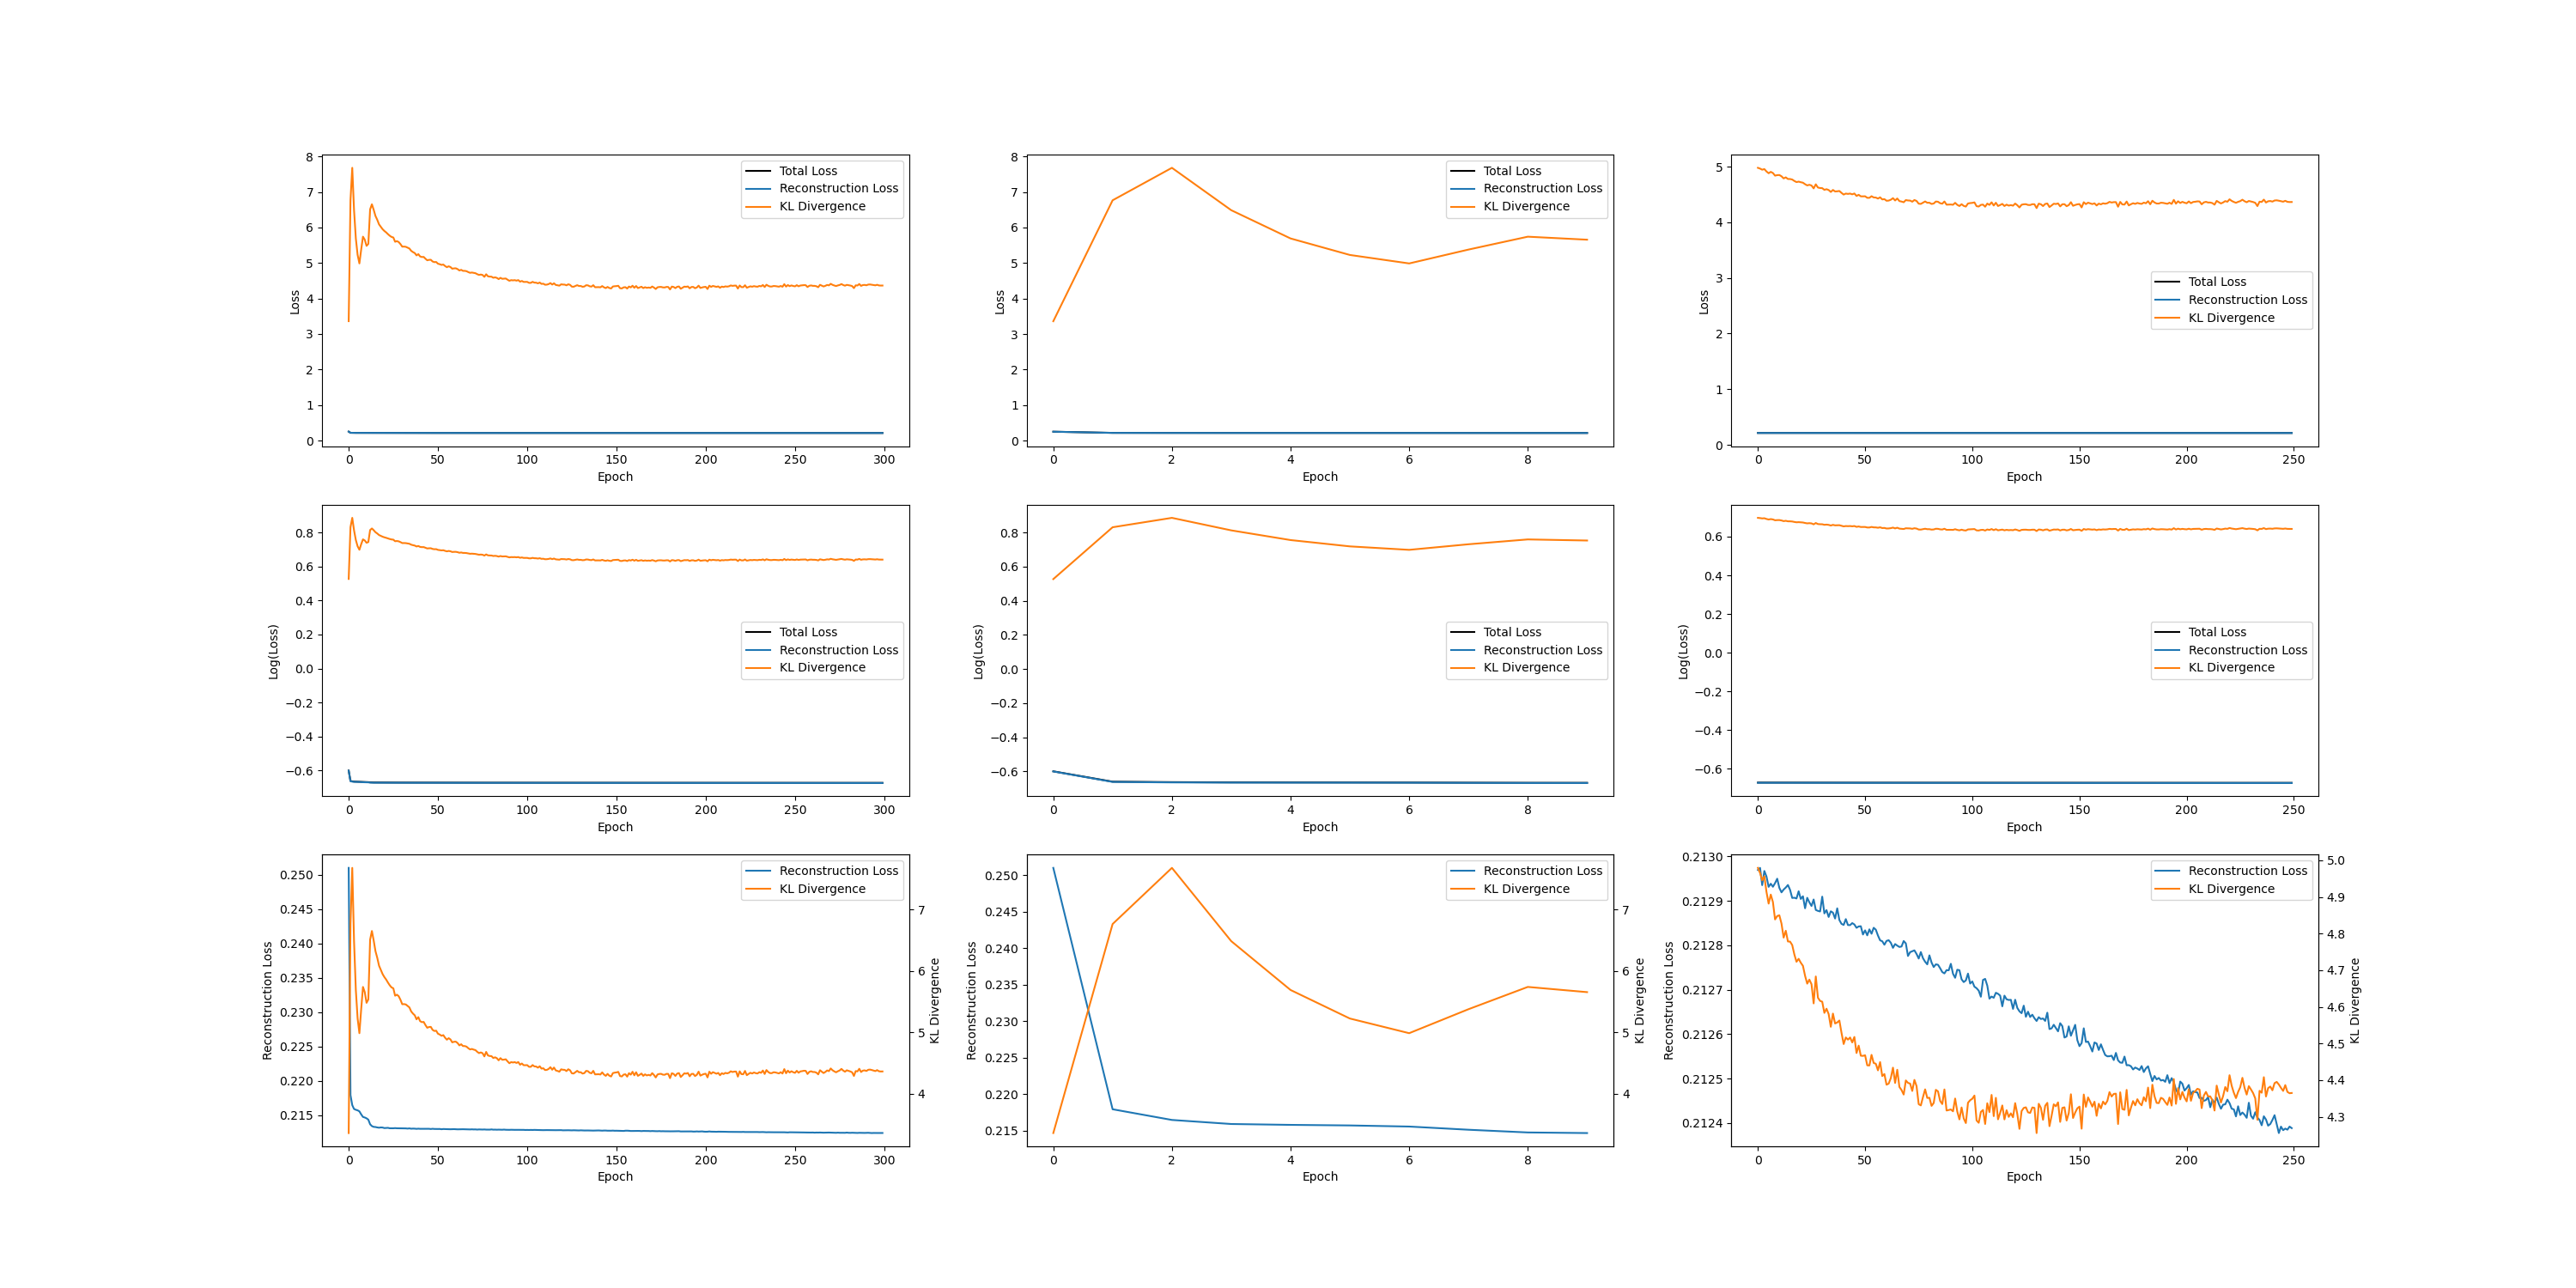 8
7
6
5
4
3
2
1
0
Loss
0 50 100 150 200 250 300
Epoch
Total Loss
Reconstruction Loss
KL Divergence
8
7
6
5
4
3
2
1
0
Loss
0 2 4 6 8
Epoch
Total Loss
Reconstruction Loss
KL Divergence
5
4
3
2
1
0
Loss
0 50 100 150 200 250
Epoch
Total Loss
Reconstruction Loss
KL Divergence
0.8
0.6
0.4
0.2
0.0
−0.2
−0.4
−0.6
Log(Loss)
0 50 100 150 200 250 300
Epoch
Total Loss
Reconstruction Loss
KL Divergence
0.8
0.6
0.4
0.2
0.0
−0.2
−0.4
−0.6
Log(Loss)
0 2 4 6 8
Epoch
Total Loss
Reconstruction Loss
KL Divergence
0.6
0.4
0.2
0.0
−0.2
−0.4
−0.6
Log(Loss)
0 50 100 150 200 250
Epoch
Total Loss
Reconstruction Loss
KL Divergence
0.250
0.245
0.240
0.235
0.230
0.225
0.220
0.215
Reconstruction Loss
0 50 100 150 200 250 300
Epoch
Reconstruction Loss
KL Divergence
7
6
5
4
KL Divergence
0.250
0.245
0.240
0.235
0.230
0.225
0.220
0.215
Reconstruction Loss
0 2 4 6 8
Epoch
Reconstruction Loss
KL Divergence
7
6
5
4
KL Divergence
0.2130
0.2129
0.2128
0.2127
0.2126
0.2125
0.2124
Reconstruction Loss
0 50 100 150 200 250
Epoch
Reconstruction Loss
KL Divergence
5.0
4.9
4.8
4.7
4.6
4.5
4.4
4.3
KL Divergence